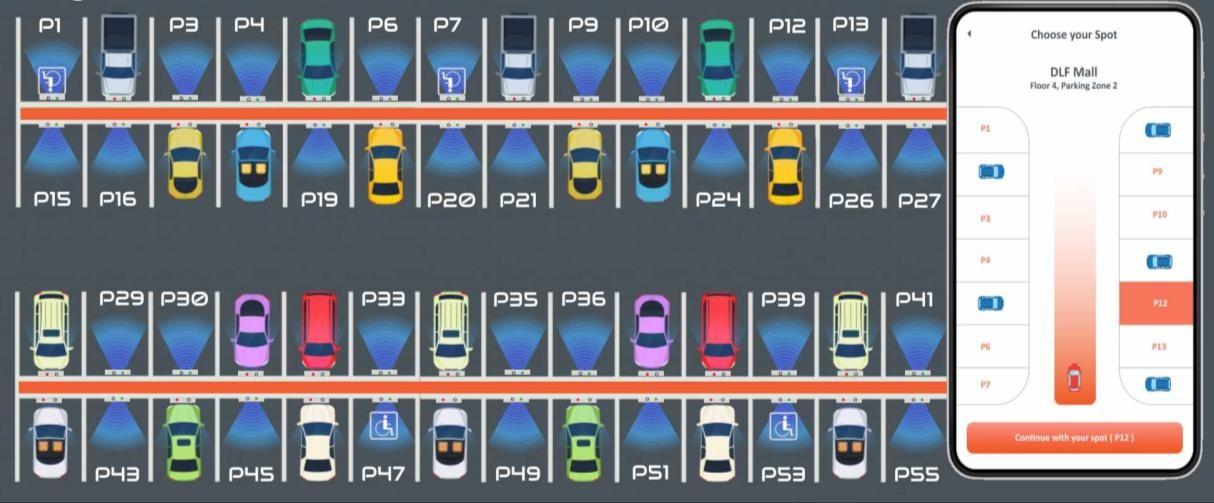 P1 P3 P4 P6 P7 P9 P10 P12 P13
P15 P16 P19 P20 P21 P24 P26 P27
P29 P30 P33 P35 P36 P39 P41
P43 P45 P47 P49 P51 P53 P55
Choose your Spot
DLF Mall
Floor 4, Parking Zone 2
P1
P9
P3 P10
P4
P12
P6 P13
P7
Continue with your spot ( P12 )